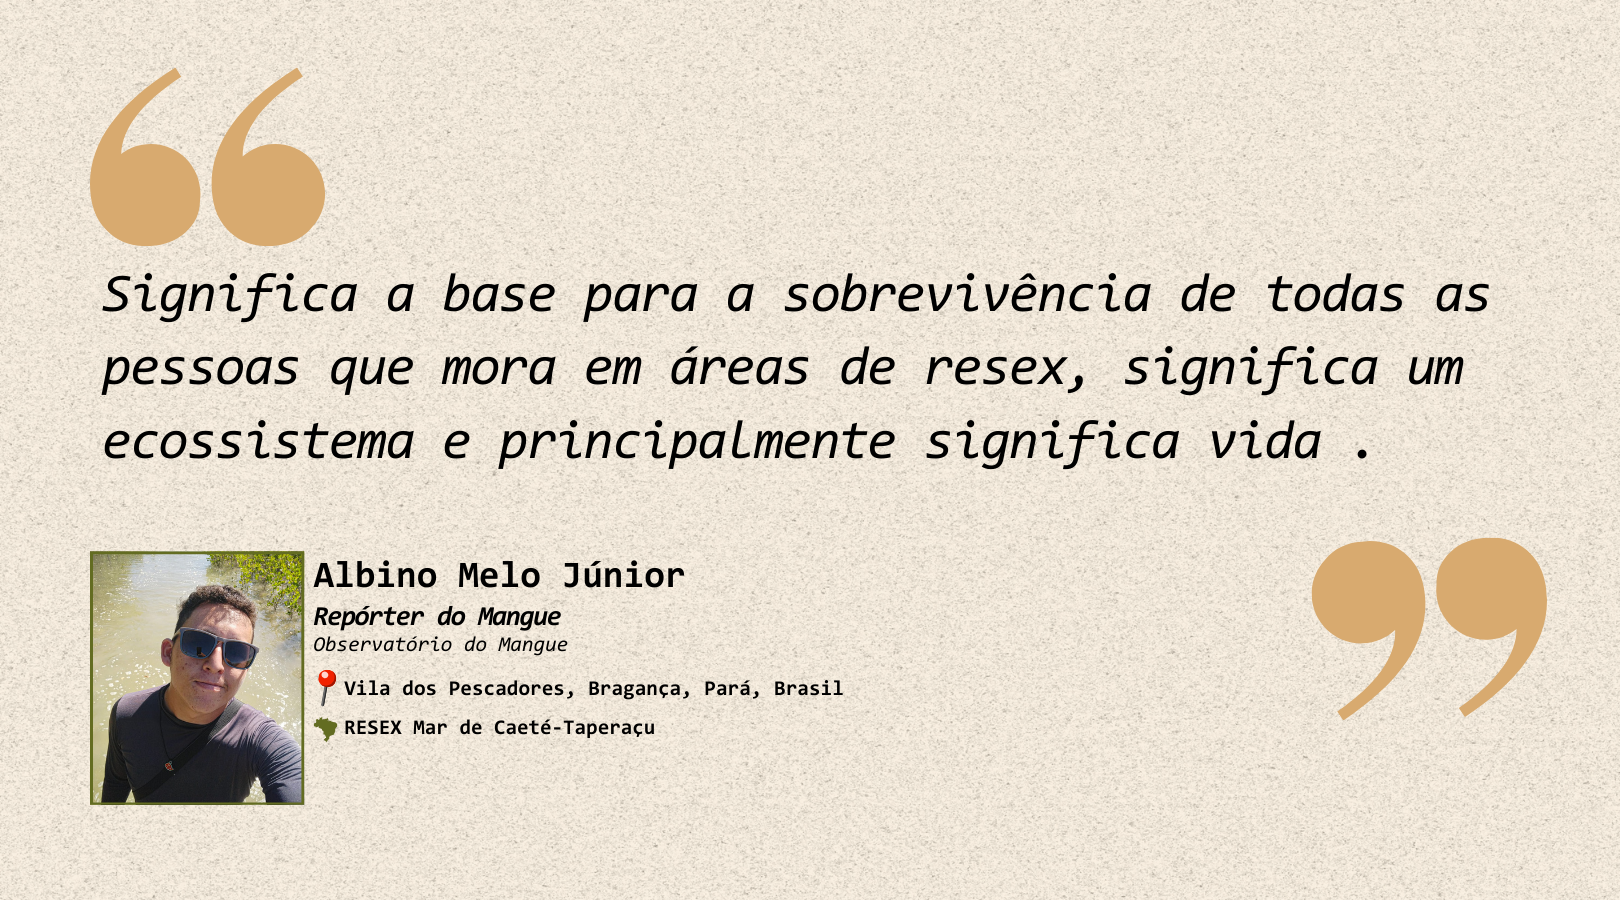 Significa a base para a sobrevivência de todas as
pessoas que mora em áreas de resex, significa um
ecossistema e principalmente significa vida .
Albino Melo Júnior
Repórter do Mangue
Observatório do Mangue
Vila dos Pescadores, Bragança, Pará, Brasil
RESEX Mar de Caeté-Taperaçu